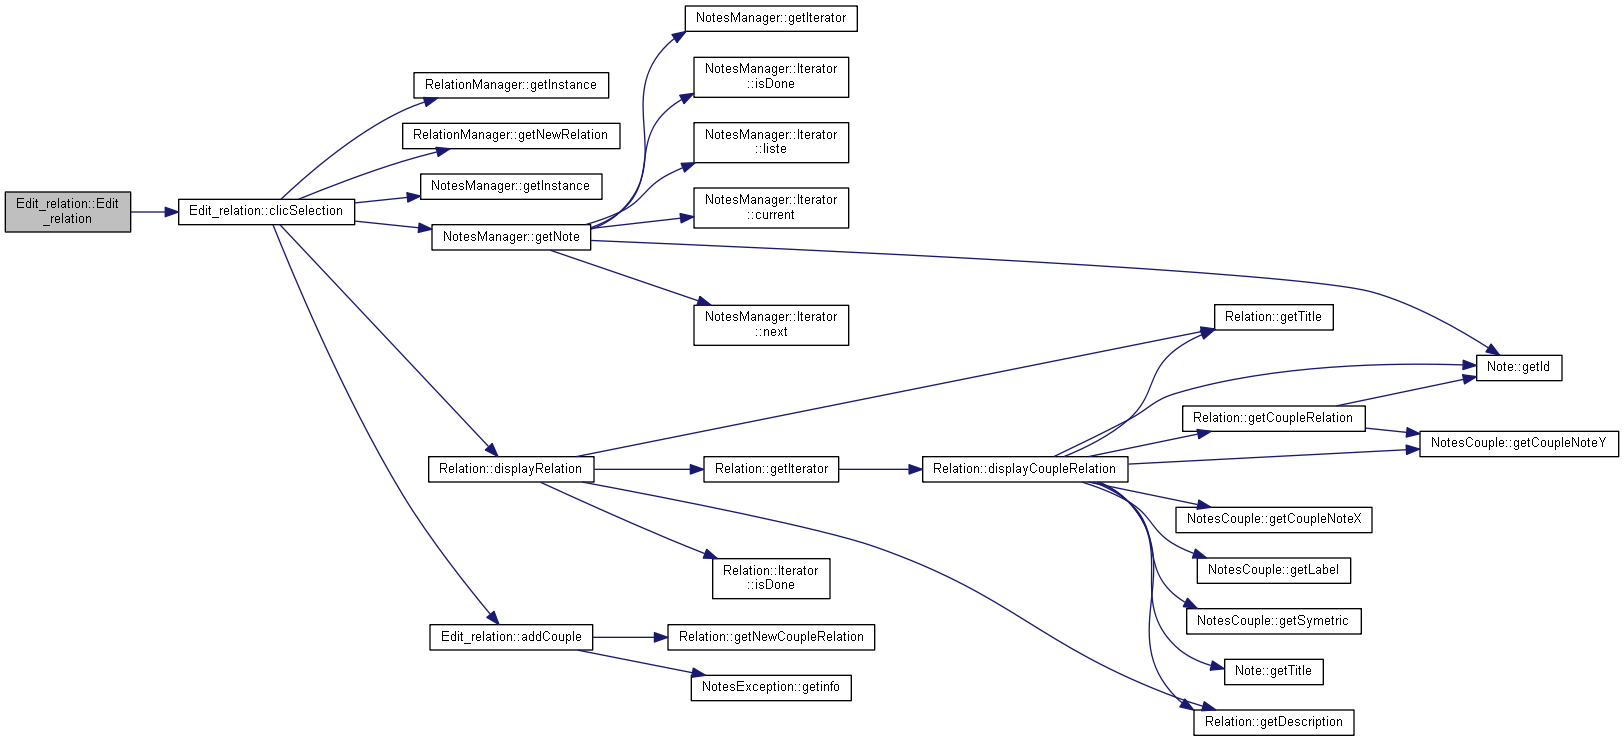 Edit_relation::Edit
_relation
Edit_relation::clicSelection
RelationManager::getInstance
RelationManager::getNewRelation
NotesManager::getInstance
NotesManager::getNote
Relation::displayRelation
Edit_relation::addCouple
NotesManager::getIterator
NotesManager::Iterator
::isDone
NotesManager::Iterator
::liste
NotesManager::Iterator
::current
NotesManager::Iterator
::next
Relation::getIterator
Relation::Iterator
::isDone
Relation::getNewCoupleRelation
NotesException::getinfo
Relation::displayCoupleRelation
Relation::getTitle
Relation::getCoupleRelation
NotesCouple::getCoupleNoteX
NotesCouple::getLabel
NotesCouple::getSymetric
Note::getTitle
Relation::getDescription
Note::getId
NotesCouple::getCoupleNoteY